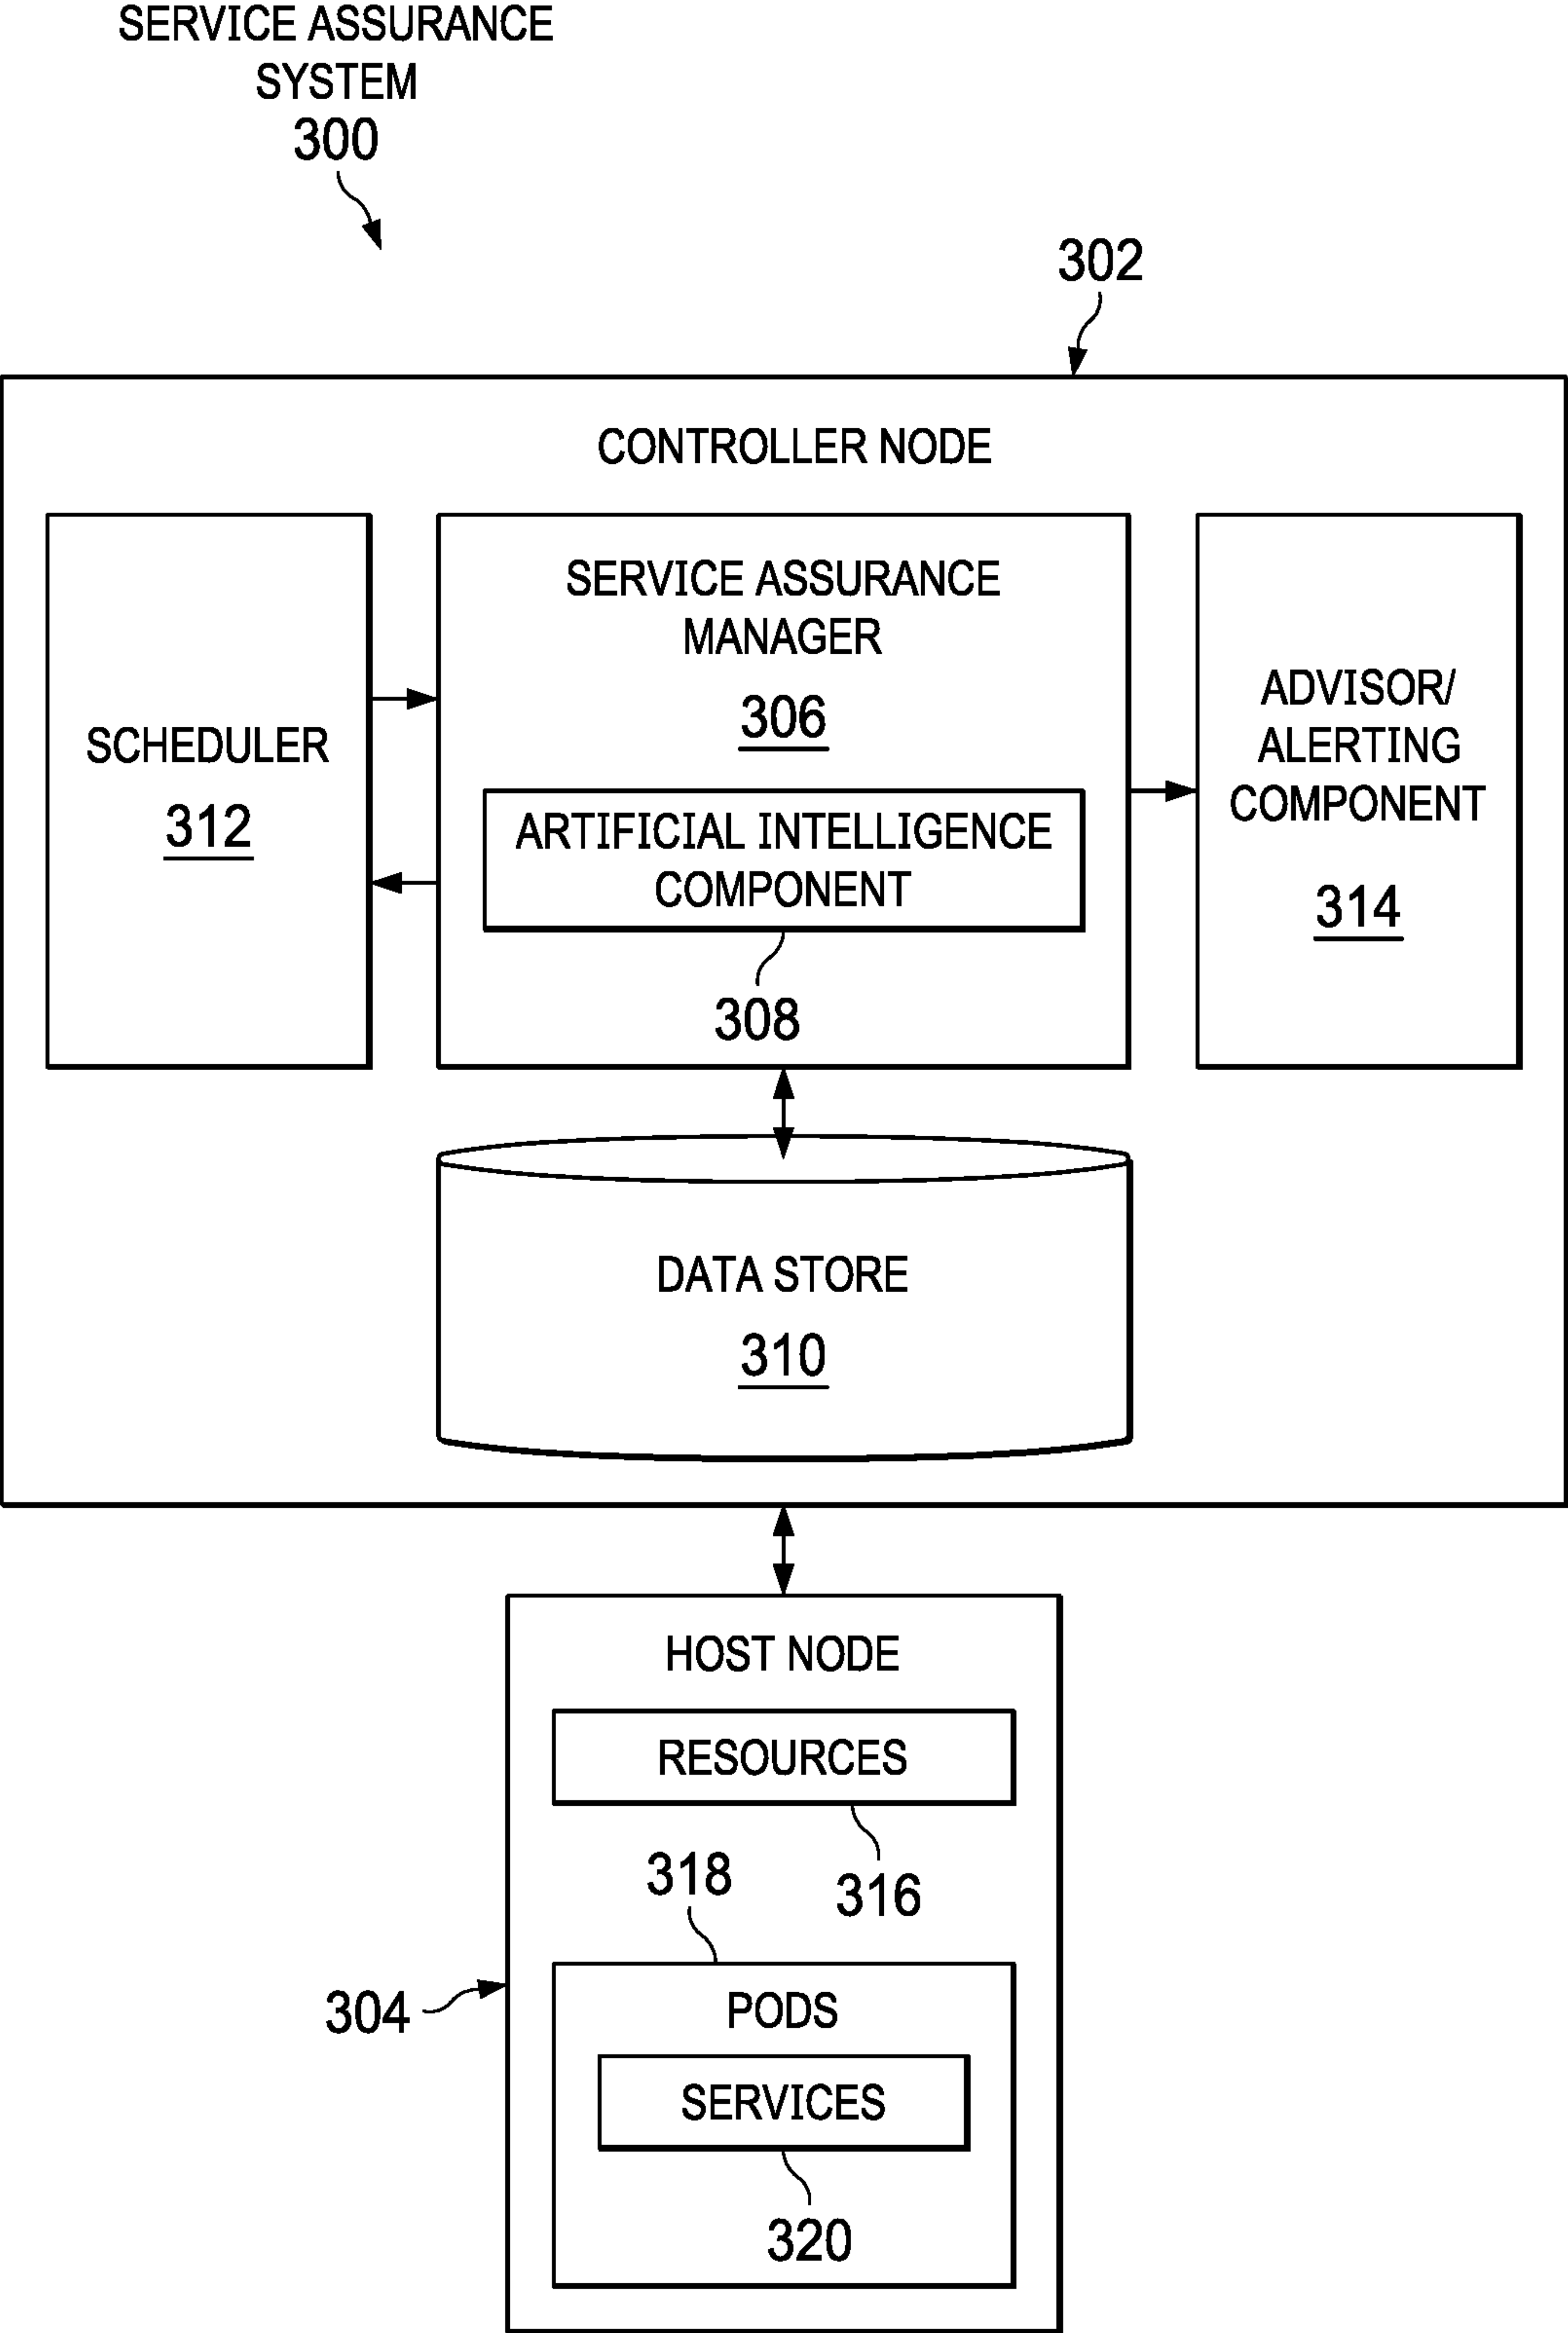 SERVICE ASSURANCE
SYSTEM
300
302
CONTROLLER NODE
SCHEDULER
312
SERVICE ASSURANCE
MANAGER
306
ARTIFICIAL INTELLIGENCE
COMPONENT
308
ADVISOR/
ALERTING
COMPONENT
314
DATA STORE
310
HOST NODE
RESOURCES
316
318
304
PODS
SERVICES
320